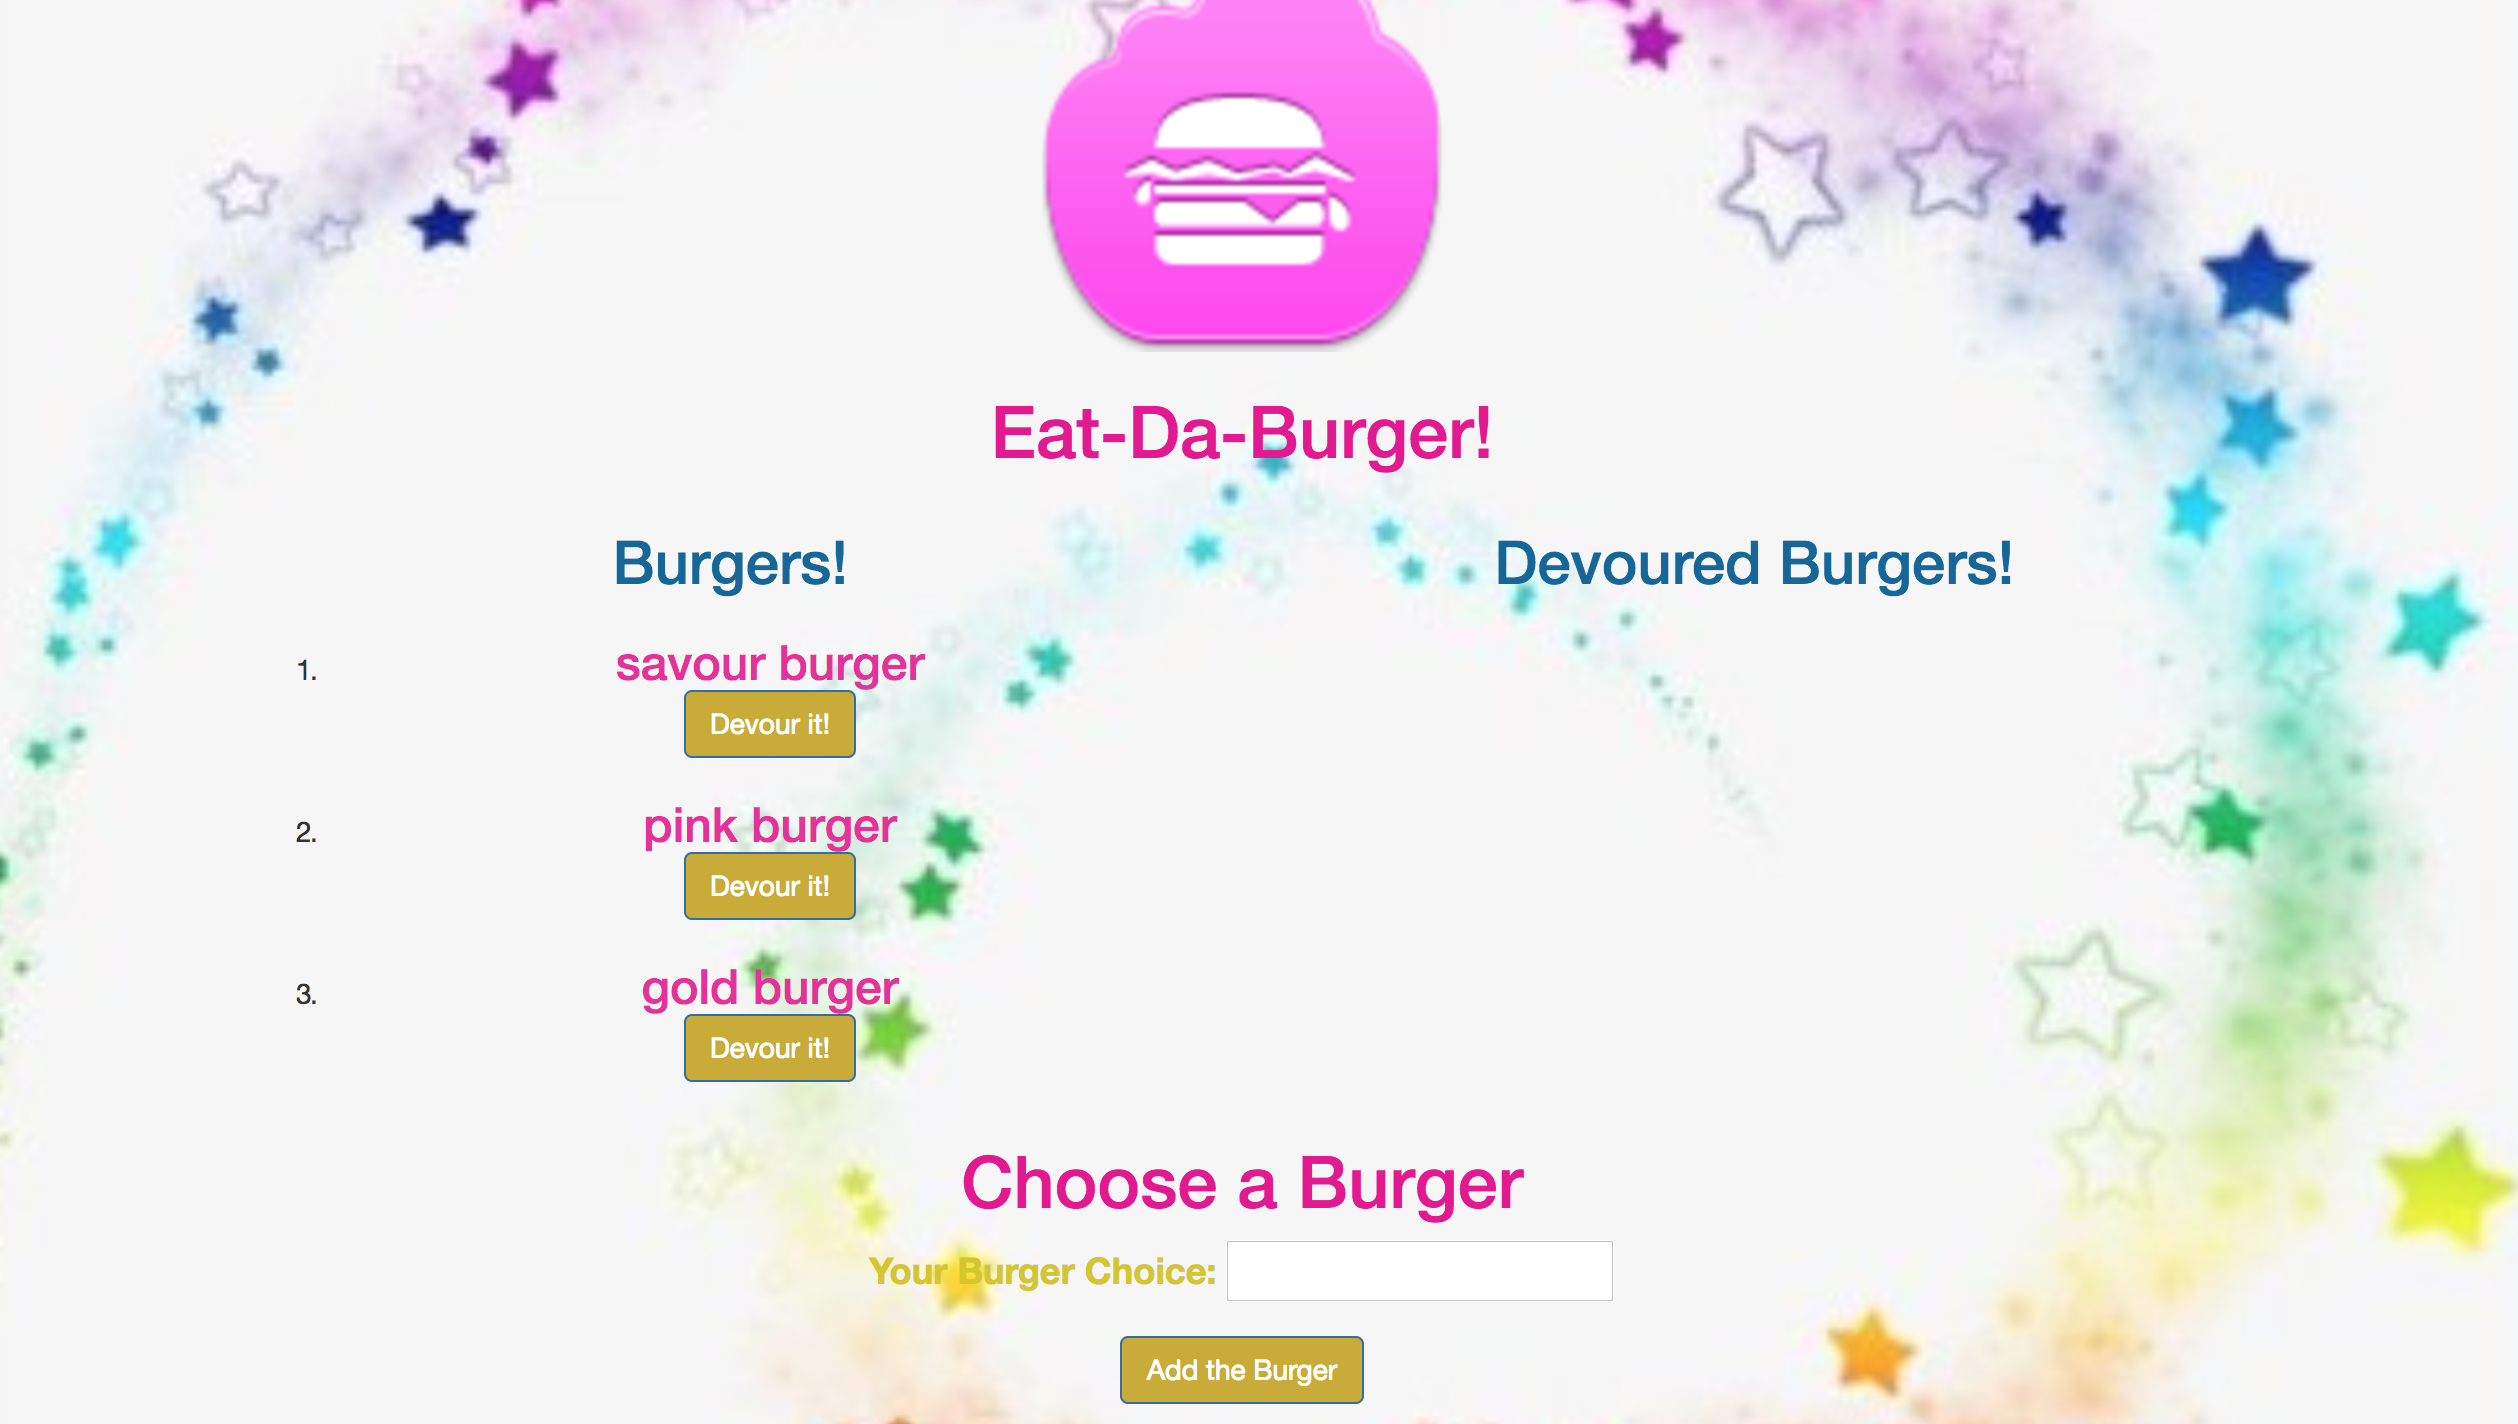 Eat-Da-Burger!
Burgers!
Devoured Burgers!
1. savour burger
Devour it!
2. pink burger
Devour it!
3. gold burger
Devour it!
Choose a Burger
Your Burger Choice:
Add the Burger